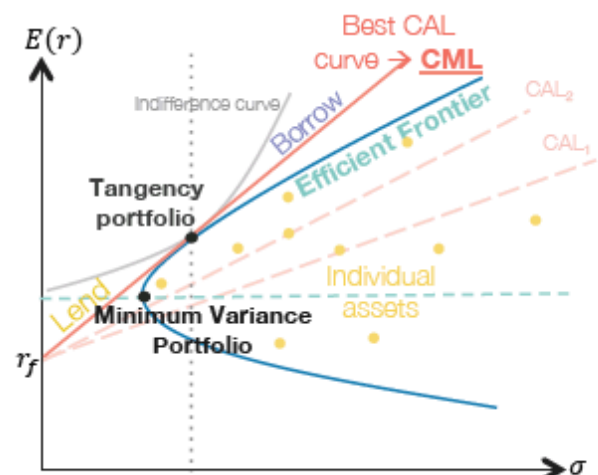 E(r)
Best CAL
curve → CML
Indifference curve
Borrow
Efficient Frontier
CAL₂
CAL₁
Tangency
portfolio
Lend
Individual
assets
Minimum Variance
Portfolio
r_f
σ